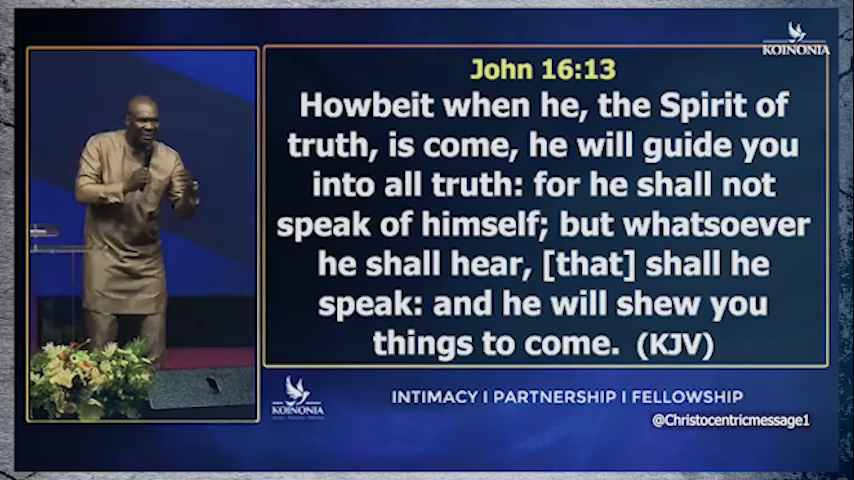 KOINONIA
John 16:13
Howbeit when he, the Spirit of
truth, is come, he will guide you
into all truth: for he shall not
speak of himself; but whatsoever
he shall hear, [that] shall he
speak: and he will shew you
things to come. (KJV)
KOINONIA
INTIMACY I PARTNERSHIP I FELLOWSHIP
@Christocentricmessage1